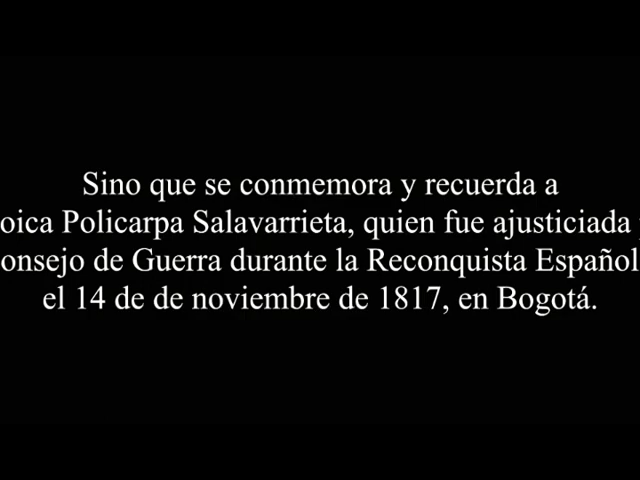 Sino que se conmemora y recuerda a
oica Policarpa Salavarrieta, quien fue ajusticiada
onsejo de Guerra durante la Reconquista Español
el 14 de de noviembre de 1817, en Bogotá.